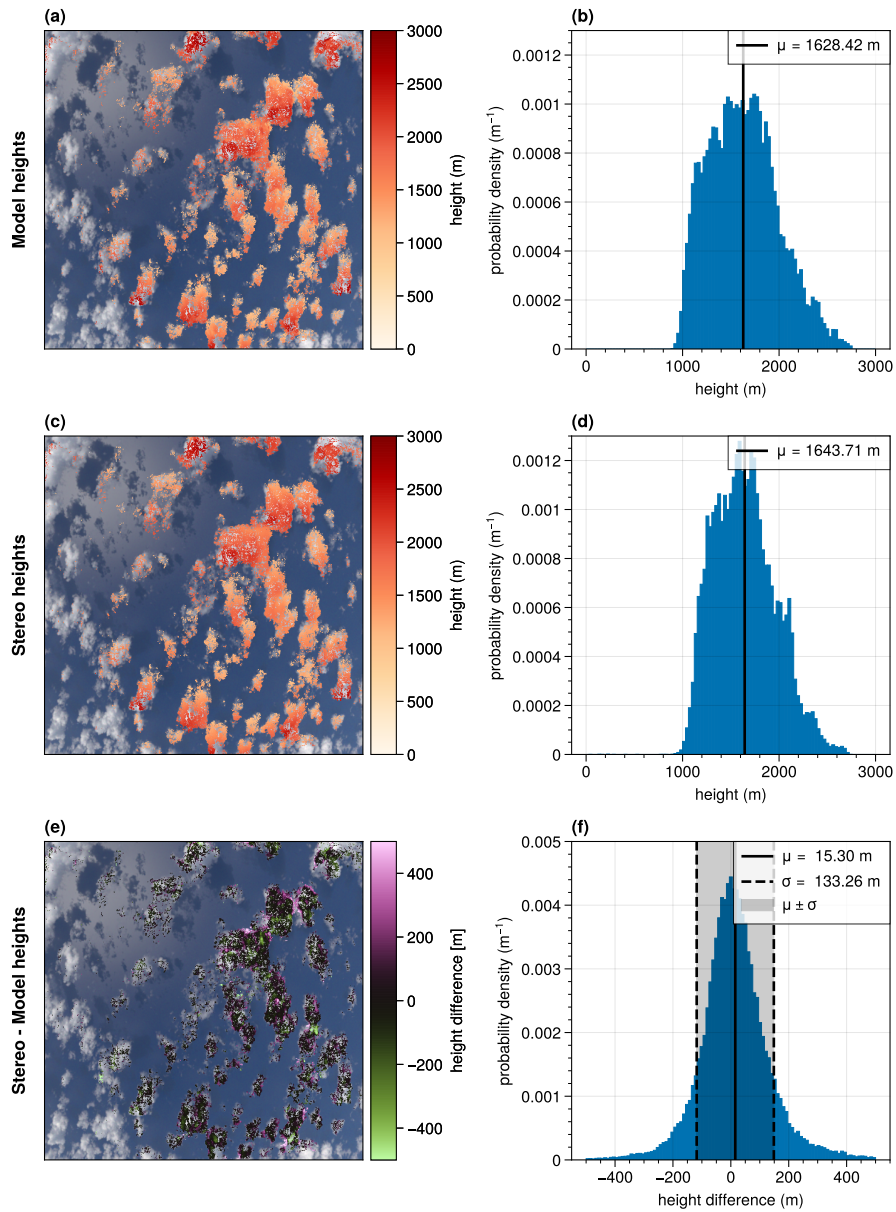 (a)
Model heights
3000
2500
2000
1500
1000
500
0
height (m)
(b)
μ = 1628.42 m
probability density (m⁻¹)
0.0012
0.001
0.0008
0.0006
0.0004
0.0002
0
0
1000
2000
3000
height (m)
(c)
Stereo heights
3000
2500
2000
1500
1000
500
0
height (m)
(d)
μ = 1643.71 m
probability density (m⁻¹)
0.0012
0.001
0.0008
0.0006
0.0004
0.0002
0
0
1000
2000
3000
height (m)
(e)
Stereo - Model heights
400
200
0
−200
−400
height difference [m]
(f)
μ = 15.30 m
σ = 133.26 m
μ ± σ
probability density (m⁻¹)
0.005
0.004
0.003
0.002
0.001
0
−400
−200
0
200
400
height difference (m)